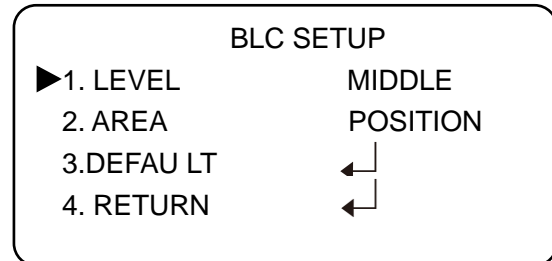 BLC SETUP
▶1. LEVEL MIDDLE
2. AREA POSITION
3.DEFAU LT ↲
4. RETURN ↲